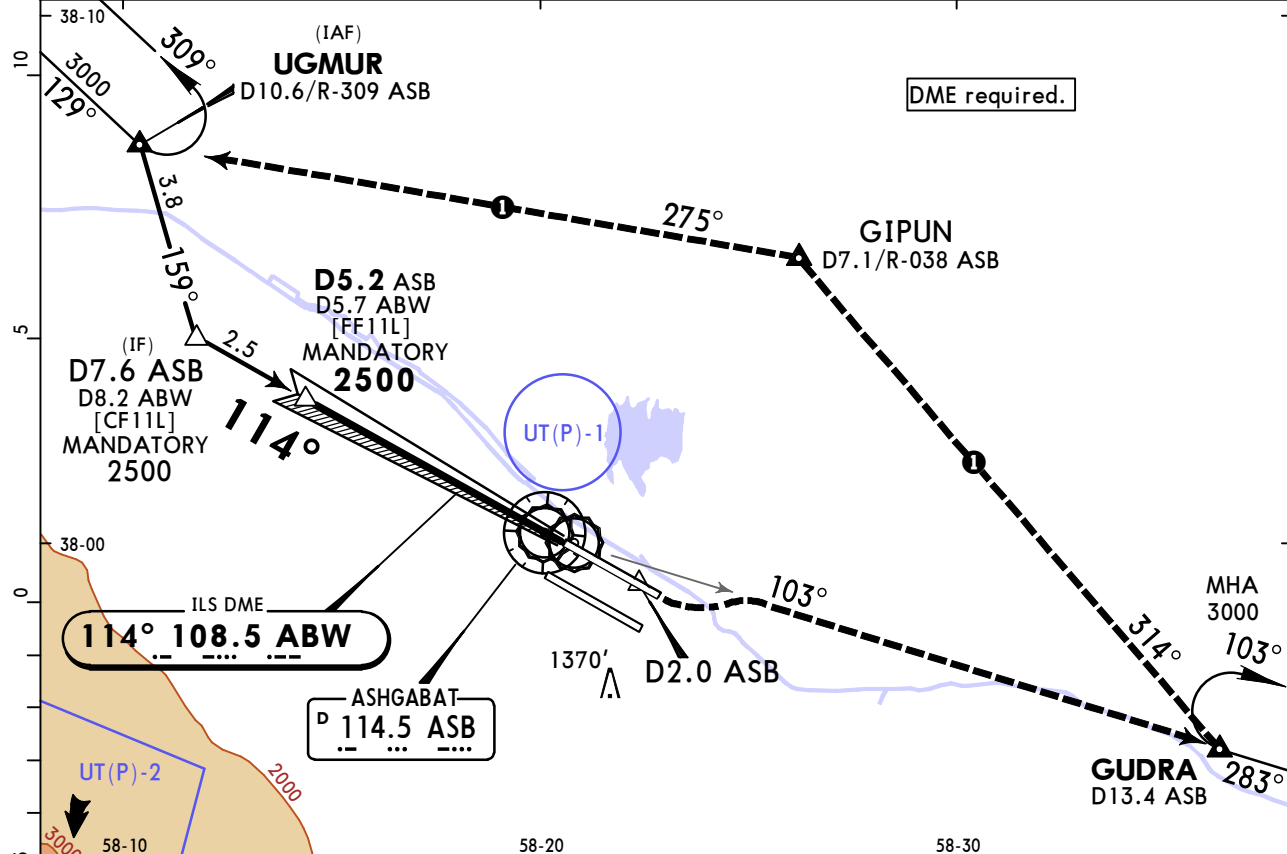 38-10
10
3000
129°
309°
(IAF)
UGMUR
D10.6/R-309 ASB
DME required.
3.8
159°
275°
1
GIPUN
D7.1/R-038 ASB
5
D5.2 ASB
D5.7 ABW
[FF11L]
MANDATORY
2500
2.5
(IF)
D7.6 ASB
D8.2 ABW
[CF11L]
MANDATORY
2500
114°
UT(P)-1
1
38-00
0
ILS DME
114° 108.5 ABW
103°
MHA
3000
103°
314°
1370'
D2.0 ASB
ASHGABAT
D 114.5 ASB
GUDRA
D13.4 ASB
283°
UT(P)-2
2000
3000
58-10
58-20
58-30